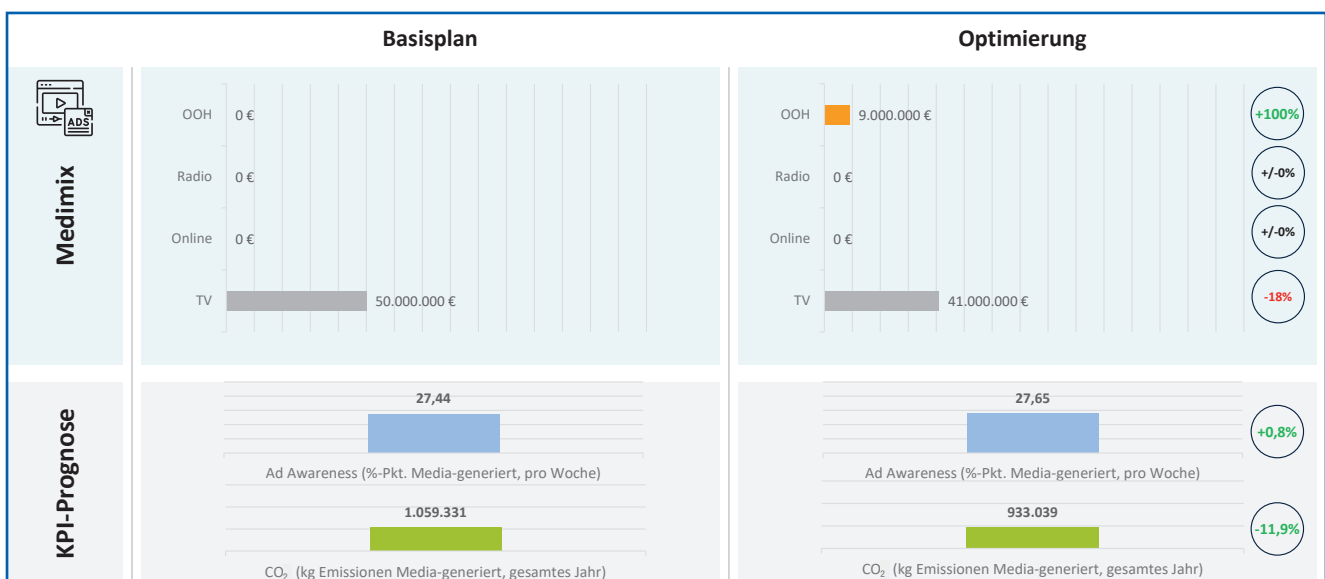 Basisplan
Optimierung
ADS
Medimix
OOH 0 €
Radio 0 €
Online 0 €
TV 50.000.000 €
OOH 9.000.000 € +100%
Radio 0 € +/-0%
Online 0 € +/-0%
TV 41.000.000 € -18%
KPI-Prognose
27,44
Ad Awareness (%-Pkt. Media-generiert, pro Woche)
1.059.331
CO₂ (kg Emissionen Media-generiert, gesamtes Jahr)
27,65
+0,8%
Ad Awareness (%-Pkt. Media-generiert, pro Woche)
933.039
-11,9%
CO₂ (kg Emissionen Media-generiert, gesamtes Jahr)